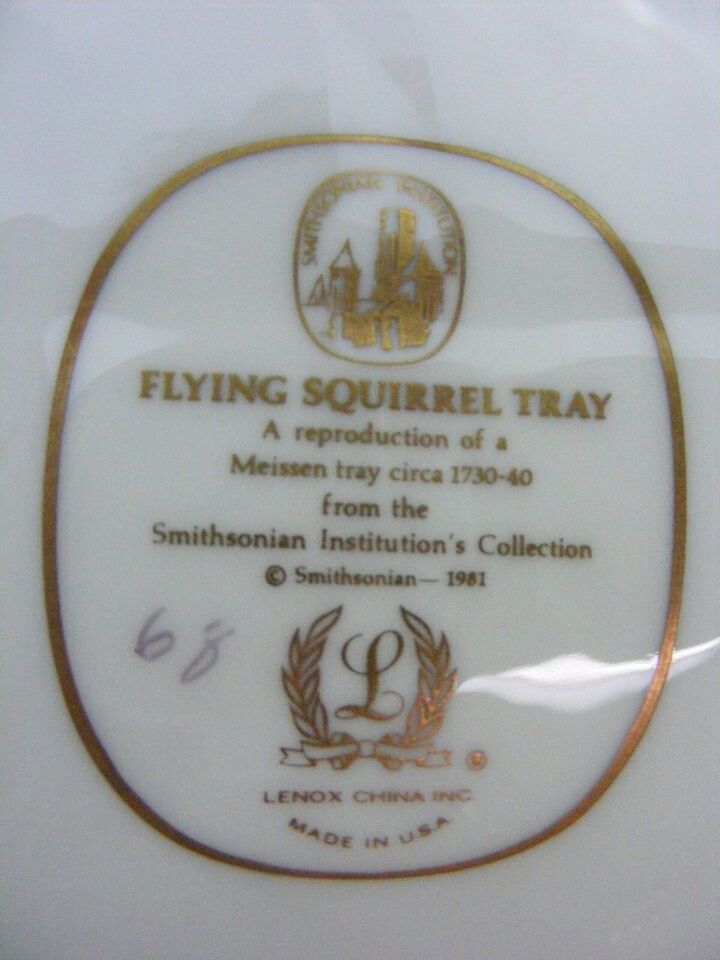 SMITHSONIAN INSTITUTION
FLYING SQUIRREL TRAY
A reproduction of a
Meissen tray circa 1730-40
from the
Smithsonian Institution's Collection
© Smithsonian— 1981
68
L
®
LENOX CHINA INC.
MADE IN U.S.A.